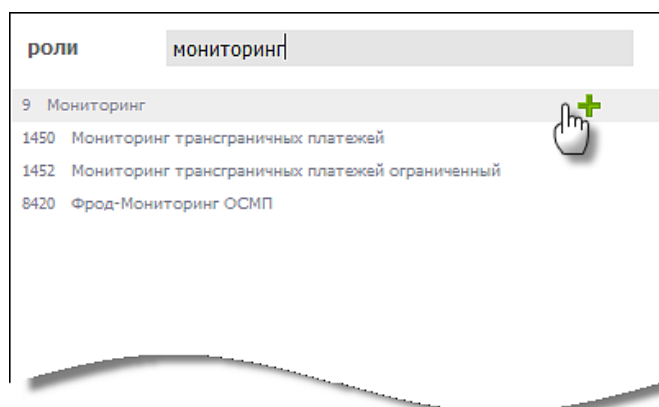 роли мониторинг
9 Мониторинг
1450 Мониторинг трансграничных платежей
1452 Мониторинг трансграничных платежей ограниченный
8420 Фрод-Мониторинг ОСМП